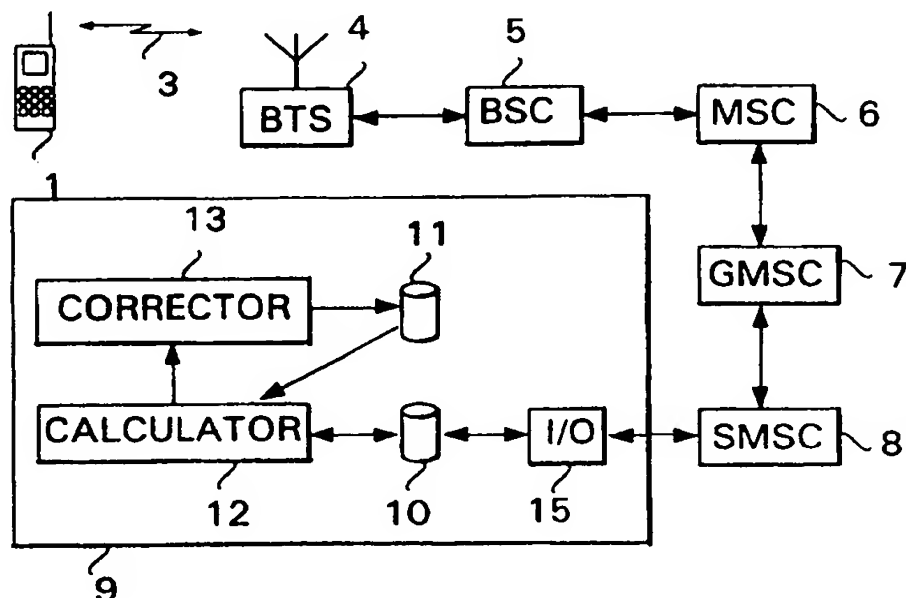 3
4
BTS
5
BSC
MSC
6
1
13
CORRECTOR
11
GMSC
7
CALCULATOR
12
10
I/O
15
SMSC
8
9